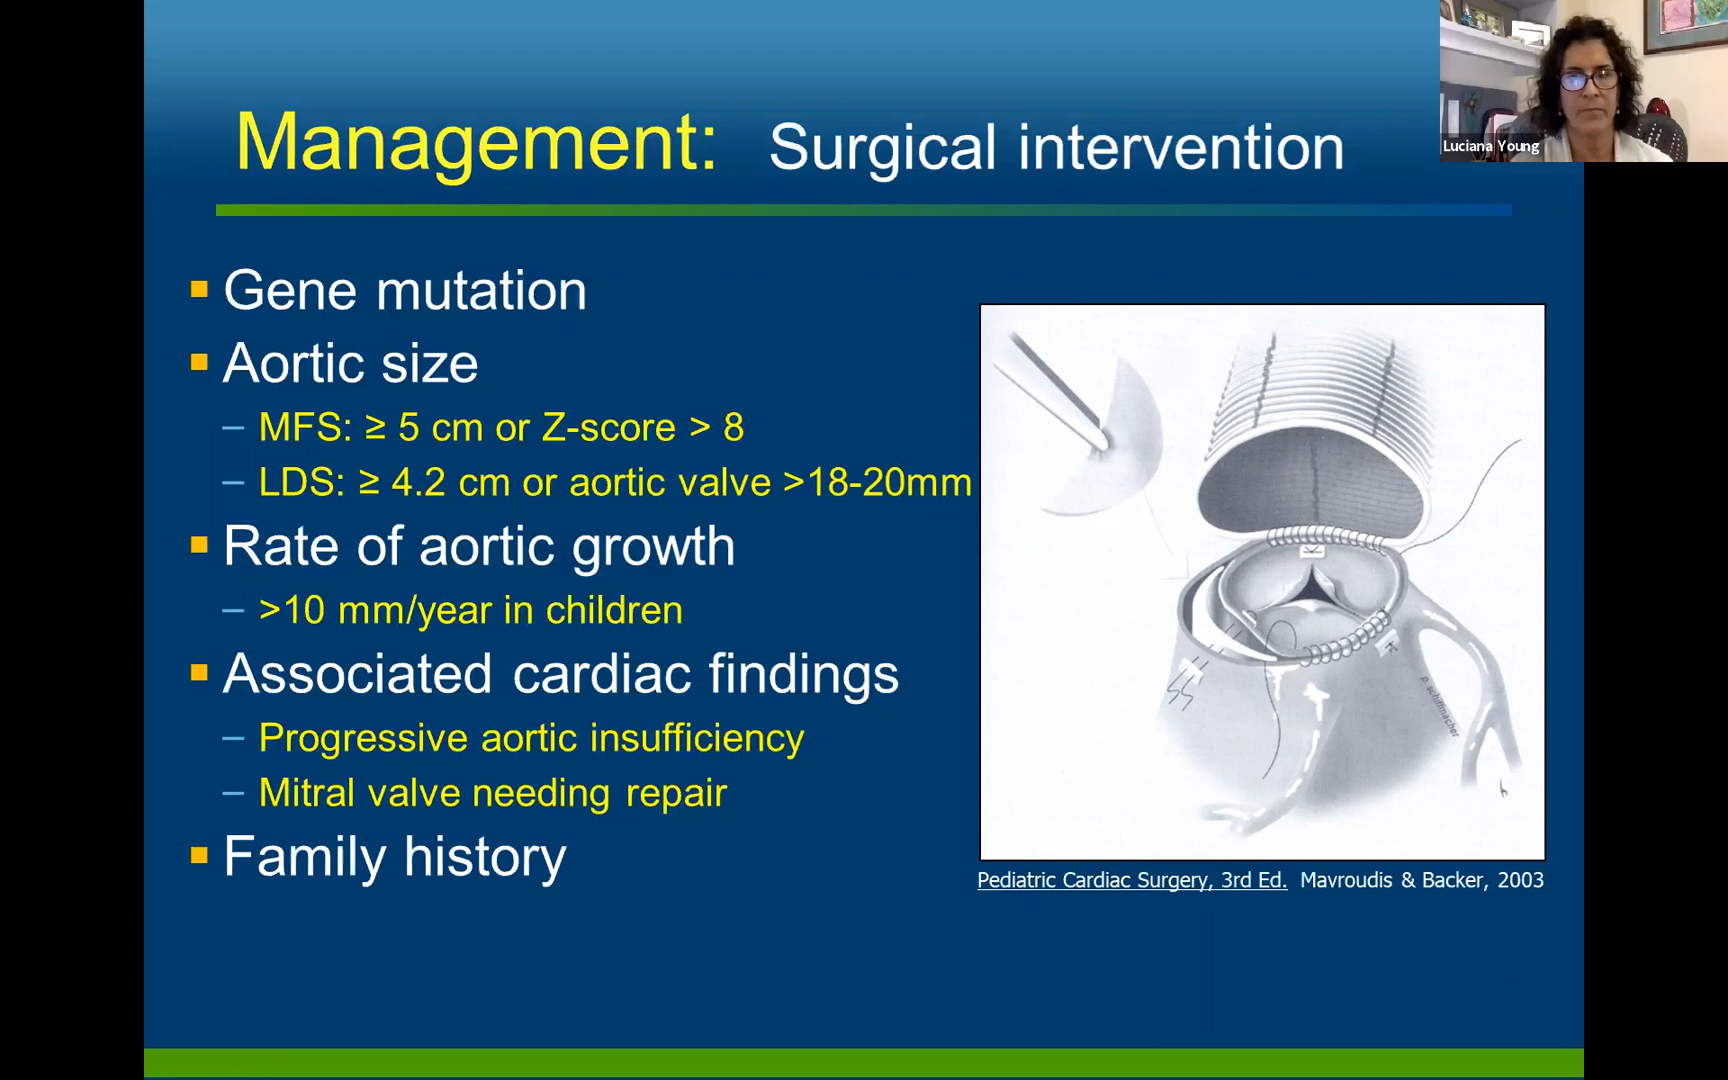 Management: Surgical intervention
Luciana Young
Gene mutation
Aortic size
– MFS: ≥ 5 cm or Z-score > 8
– LDS: ≥ 4.2 cm or aortic valve >18-20mm
Rate of aortic growth
– >10 mm/year in children
Associated cardiac findings
– Progressive aortic insufficiency
– Mitral valve needing repair
Family history
p. schiffmacher
Pediatric Cardiac Surgery, 3rd Ed. Mavroudis & Backer, 2003